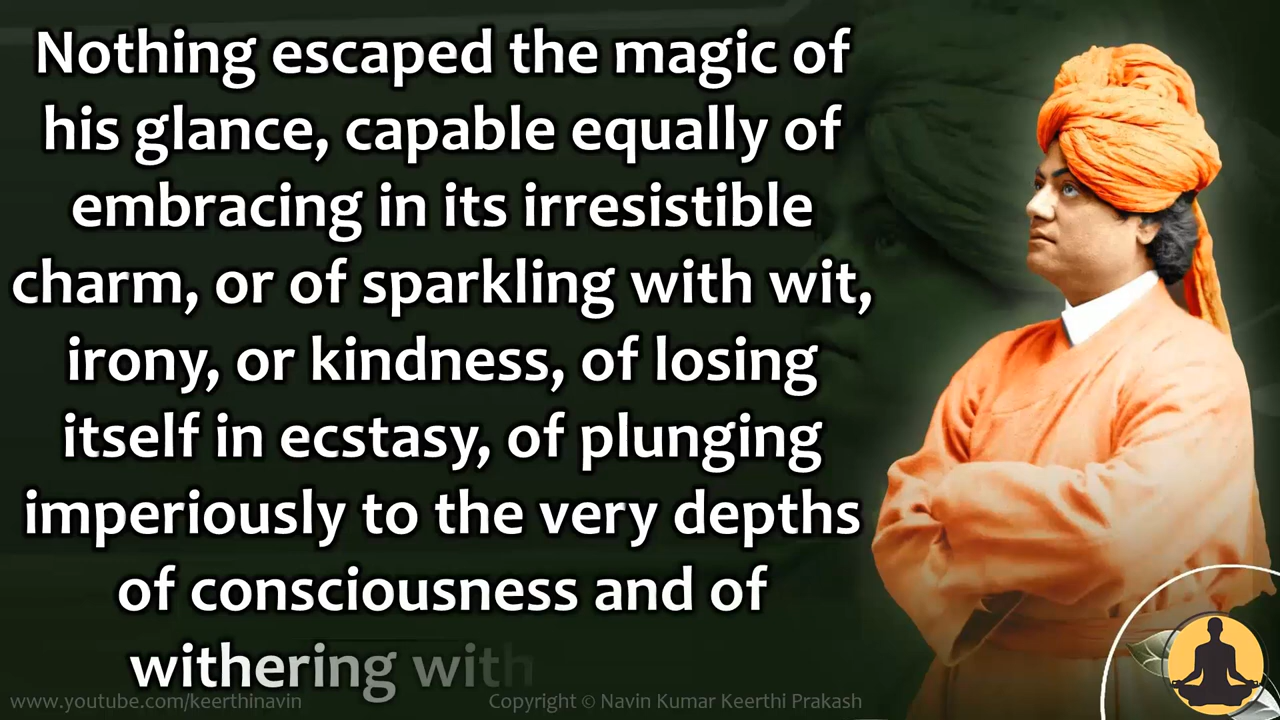 Nothing escaped the magic of
his glance, capable equally of
embracing in its irresistible
charm, or of sparkling with wit,
irony, or kindness, of losing
itself in ecstasy, of plunging
imperiously to the very depths
of consciousness and of
withering with
www.youtube.com/keerthinavin Copyright © Navin Kumar Keerthi Prakash